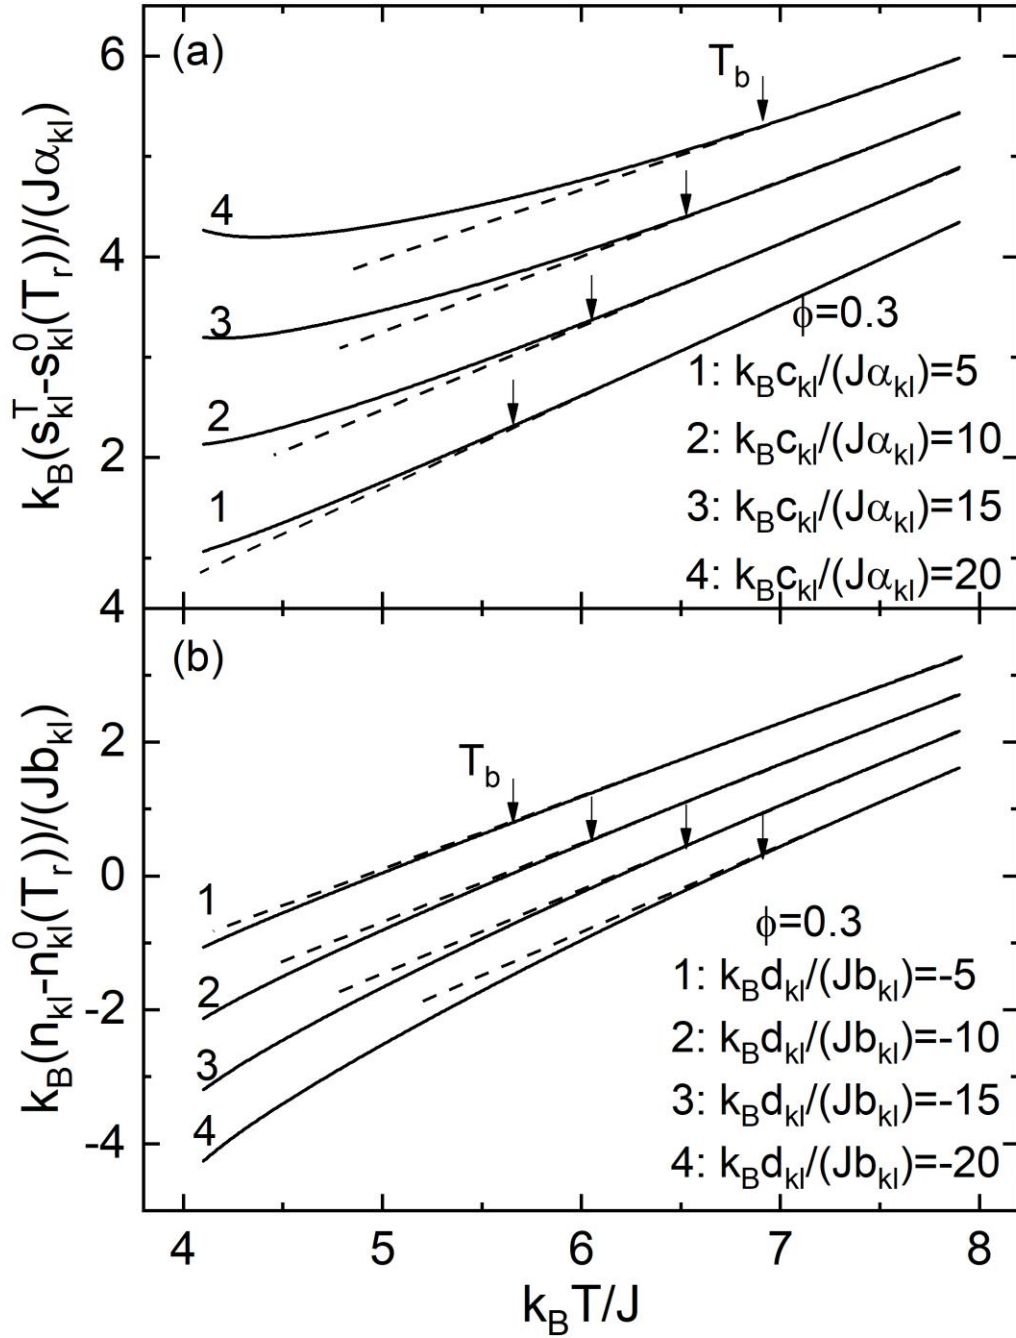 6
(a)
T_b
4
4
3
ϕ=0.3
1: k_Bc_kl/(Jα_kl)=5
2
2: k_Bc_kl/(Jα_kl)=10
2
1
3: k_Bc_kl/(Jα_kl)=15
4: k_Bc_kl/(Jα_kl)=20
k_B(s^T_kl-s^0_kl(T_r))/(Jα_kl)
4
(b)
2
T_b
0
1
ϕ=0.3
1: k_Bd_kl/(Jb_kl)=-5
-2
2
2: k_Bd_kl/(Jb_kl)=-10
3
3: k_Bd_kl/(Jb_kl)=-15
-4
4
4: k_Bd_kl/(Jb_kl)=-20
k_B(n_kl-n^0_kl(T_r))/(Jb_kl)
4 5 6 7 8
k_BT/J